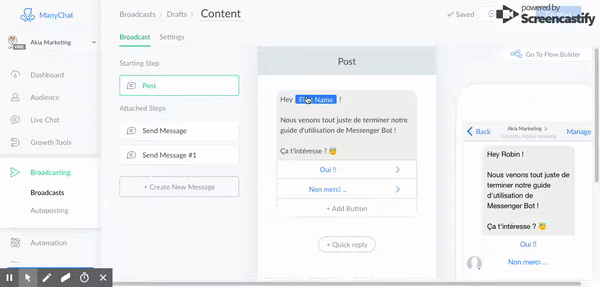 ManyChat
Broadcasts > Drafts > Content
✓ Saved
powered by
Screencastify
Akia Marketing
FREE
Broadcast
Settings
Go To Flow Builder
Dashboard
Audience
Live Chat
Growth Tools
Broadcasting
Broadcasts
Autoposting
Automation
Starting Step
Post
Attached Steps
Send Message
Send Message #1
+ Create New Message
Post
Hey First Name !
Nous venons tout juste de terminer notre
guide d'utilisation de Messenger Bot !
Ça t'intéresse ? 😇
Oui !!
Non merci ...
+ Add Button
+ Quick reply
Back
Akia Marketing >
Typically replies instantly
Manage
Hey Robin !
Nous venons tout juste de
terminer notre guide
d'utilisation de
Messenger Bot !
Ça t'intéresse ? 😇
Oui !!
Non merci ...